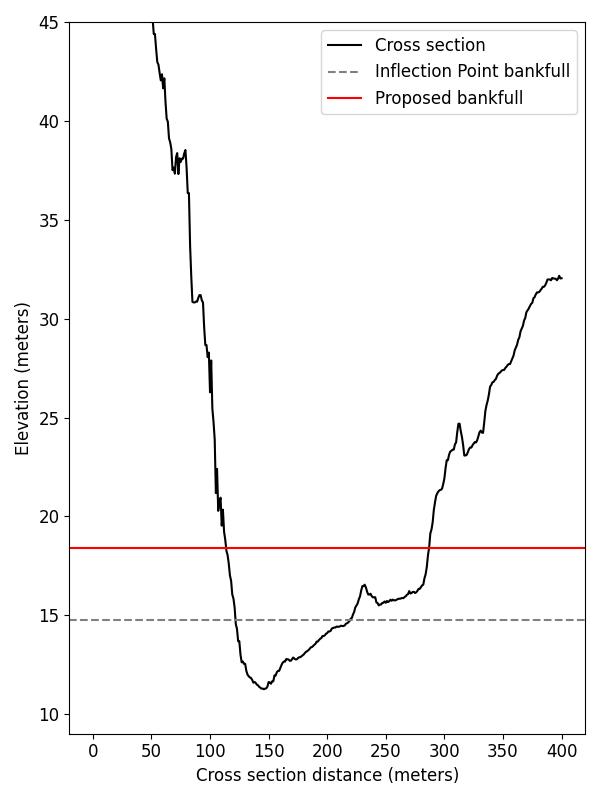 45
40
35
30
25
20
15
10
Elevation (meters)
Cross section
Inflection Point bankfull
Proposed bankfull
0 50 100 150 200 250 300 350 400
Cross section distance (meters)